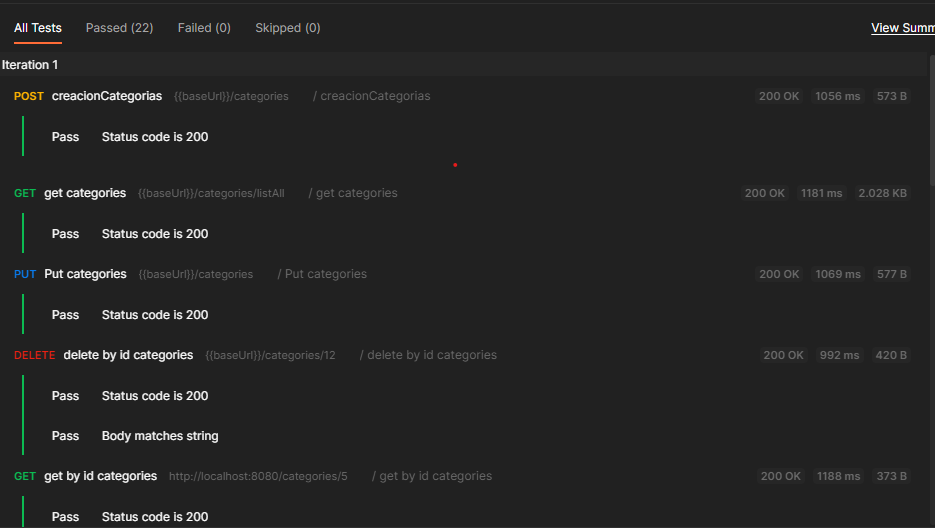 All Tests Passed (22) Failed (0) Skipped (0) View Summ
Iteration 1
POST creacionCategorias {{baseUrl}}/categories / creacionCategorias 200 OK 1056 ms 573 B
Pass Status code is 200
GET get categories {{baseUrl}}/categories/listAll / get categories 200 OK 1181 ms 2.028 KB
Pass Status code is 200
PUT Put categories {{baseUrl}}/categories / Put categories 200 OK 1069 ms 577 B
Pass Status code is 200
DELETE delete by id categories {{baseUrl}}/categories/12 / delete by id categories 200 OK 992 ms 420 B
Pass Status code is 200
Pass Body matches string
GET get by id categories http://localhost:8080/categories/5 / get by id categories 200 OK 1188 ms 373 B
Pass Status code is 200